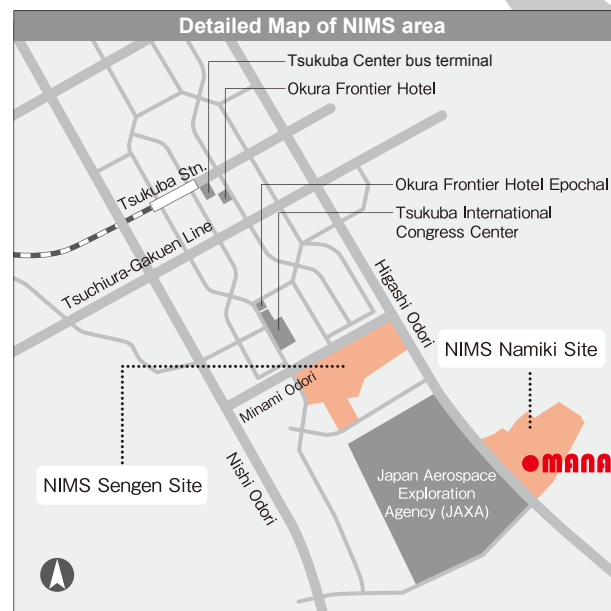 Detailed Map of NIMS area
Tsukuba Center bus terminal
Okura Frontier Hotel
Tsukuba Stn.
Okura Frontier Hotel Epochal
Tsukuba International
Congress Center
Tsuchiura-Gakuen Line
Higashi Odori
NIMS Namiki Site
Minami Odori
MANA
NIMS Sengen Site
Nishi Odori
Japan Aerospace
Exploration
Agency (JAXA)